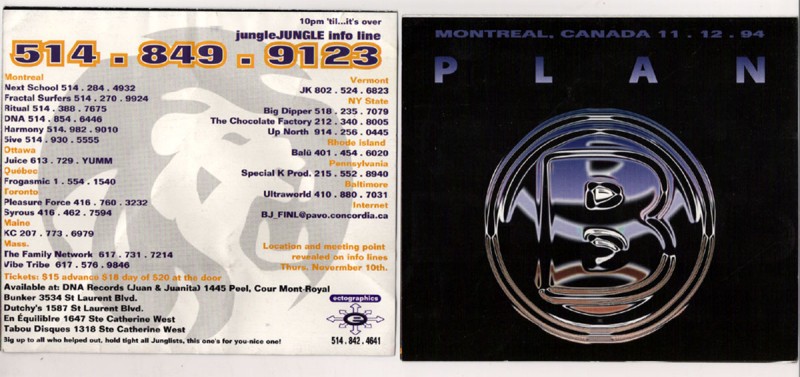 10pm 'til...it's over
jungleJUNGLE info line
514 . 849 . 9123
Montreal
Next School 514 . 284 . 4932
Fractal Surfers 514 . 270 . 9924
Ritual 514 . 388 . 7675
DNA 514 . 854 . 6446
Harmony 514. 982 . 9010
5ive 514 . 930 . 5555
Ottawa
Juice 613 . 729 . YUMM
Québec
Frogasmic 1 . 554 . 1540
Toronto
Pleasure Force 416 . 760 . 3232
Syrous 416 . 462 . 7594
Maine
KC 207 . 773 . 6979
Mass.
The Family Network 617 . 731 . 7214
Vibe Tribe 617 . 576 . 9846
Vermont
JK 802 . 524 . 6823
NY State
Big Dipper 518 . 235 . 7079
The Chocolate Factory 212 . 340 . 8005
Up North 914 . 256 . 0445
Rhode Island
Balù 401 . 454 . 6020
Pennsylvania
Special K Prod. 215 . 552 . 8940
Baltimore
Ultraworld 410 . 880 . 7031
Internet
BJ_FINL@pavo.concordia.ca
Location and meeting point
revealed on info lines
Thurs. Novermber 10th.
Tickets: $15 advance $18 day of $20 at the door
Available at: DNA Records (Juan & Juanita) 1445 Peel, Cour Mont-Royal
Bunker 3534 St Laurent Blvd.
Dutchy's 1587 St Laurent Blvd.
En Équilibre 1647 Ste Catherine West
Tabou Disques 1318 Ste Catherine West
Big up to all who helped out, hold tight all Junglists, this one's for you-nice one!
ectographics
e
514 . 842 . 4641
MONTREAL, CANADA 11 . 12 . 94
PLAN
B